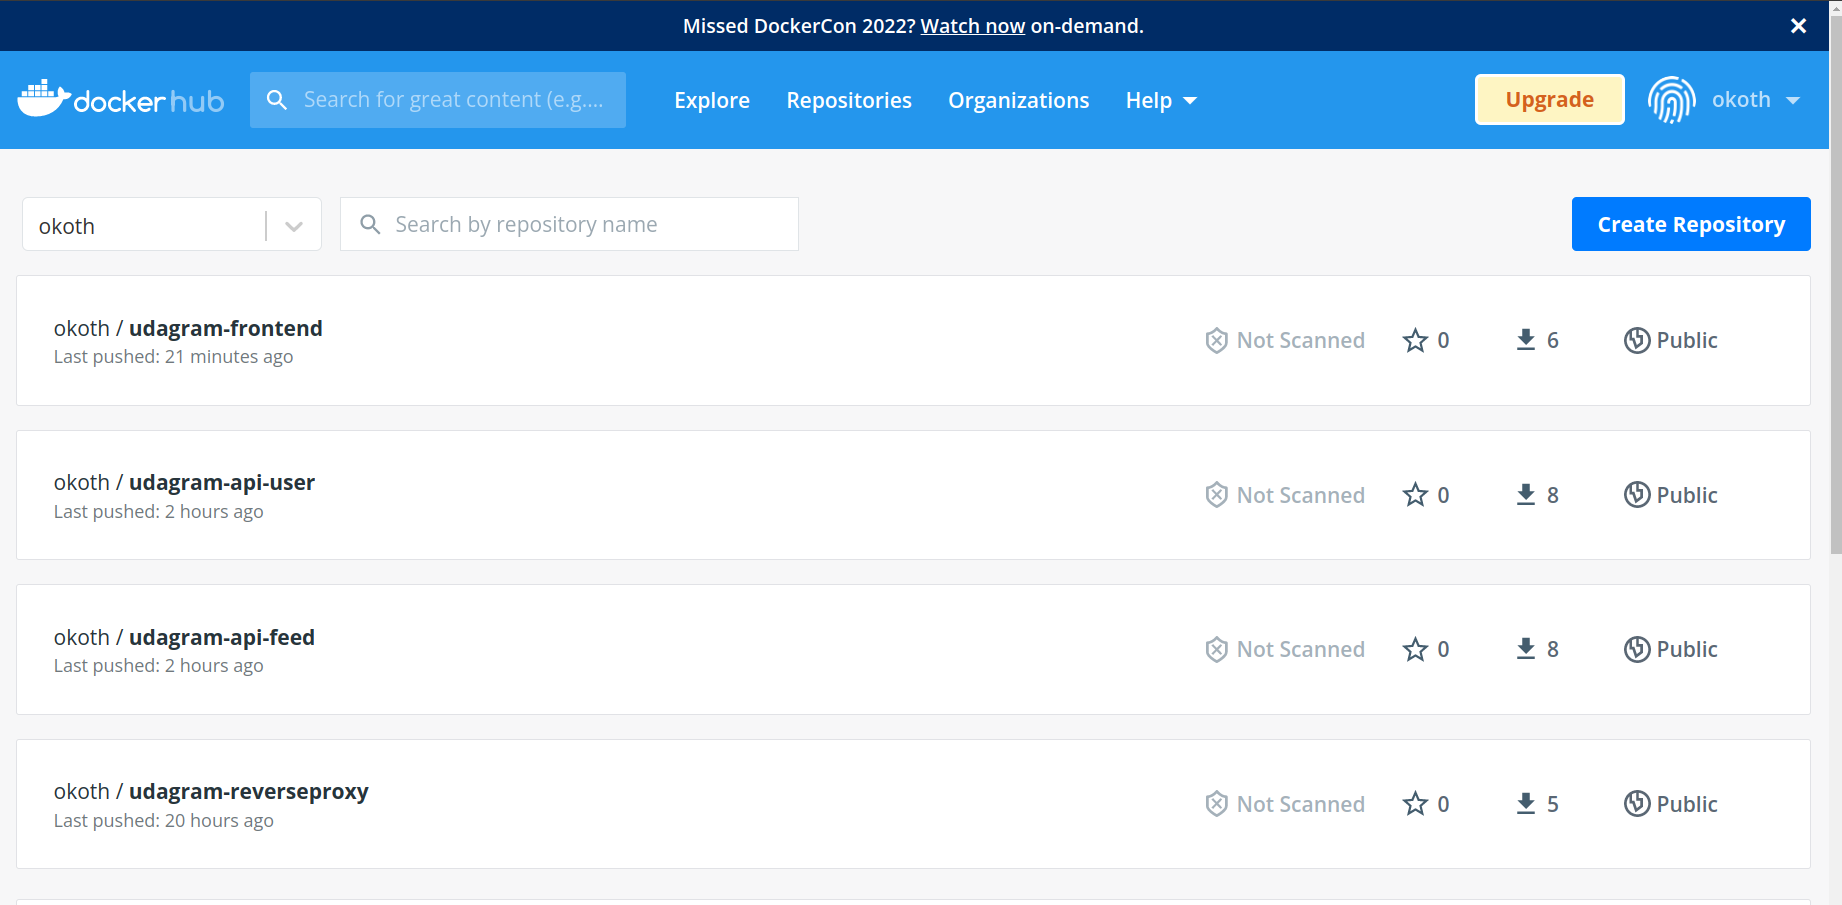 Missed DockerCon 2022? Watch now on-demand.
docker hub
Search for great content (e.g....
Explore Repositories Organizations Help
Upgrade
okoth
okoth
Search by repository name
Create Repository
okoth / udagram-frontend
Last pushed: 21 minutes ago
Not Scanned 0 6 Public
okoth / udagram-api-user
Last pushed: 2 hours ago
Not Scanned 0 8 Public
okoth / udagram-api-feed
Last pushed: 2 hours ago
Not Scanned 0 8 Public
okoth / udagram-reverseproxy
Last pushed: 20 hours ago
Not Scanned 0 5 Public